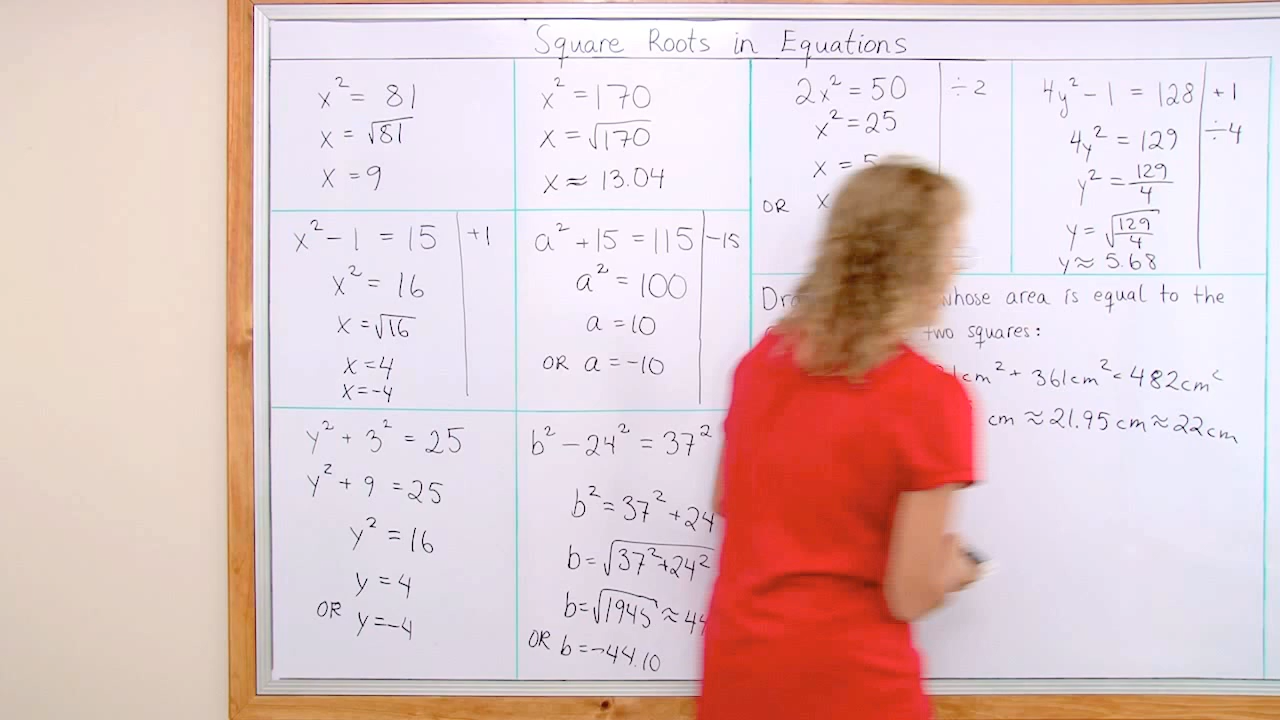 Square Roots in Equations
x² = 81
x = √81
x = 9
x² = 170
x = √170
x ≈ 13.04
2x² = 50 | ÷2
x² = 25
x = 5
OR x
4y² - 1 = 128 | +1
4y² = 129 | ÷4
y² = 129/4
y = √129/4
y ≈ 5.68
x² - 1 = 15 | +1
x² = 16
x = √16
x = 4
x = -4
a² + 15 = 115 | -15
a² = 100
a = 10
OR a = -10
whose area is equal to the
two squares:
cm² + 361cm² = 482cm²
cm ≈ 21.95 cm ≈ 22cm
y² + 3² = 25
y² + 9 = 25
y² = 16
y = 4
OR y = -4
b² - 24² = 37²
b² = 37² + 24
b = √37² + 24²
b = √1945 ≈ 44
OR b = -44.10